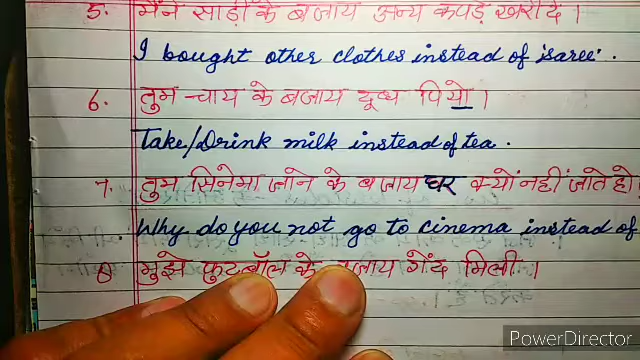 5. मैंने साड़ी के बजाय अन्य कपड़े खरीदे ।
I bought other clothes instead of saree.
6. तुम चाय के बजाय दूध पियो ।
Take/Drink milk instead of tea.
7. तुम सिनेमा जाने के बजाय घर क्यों नहीं जाते हो
Why do you not go to cinema instead of
8 मुझे फुटबॉल के बजाय गेंद मिली ।
PowerDirector